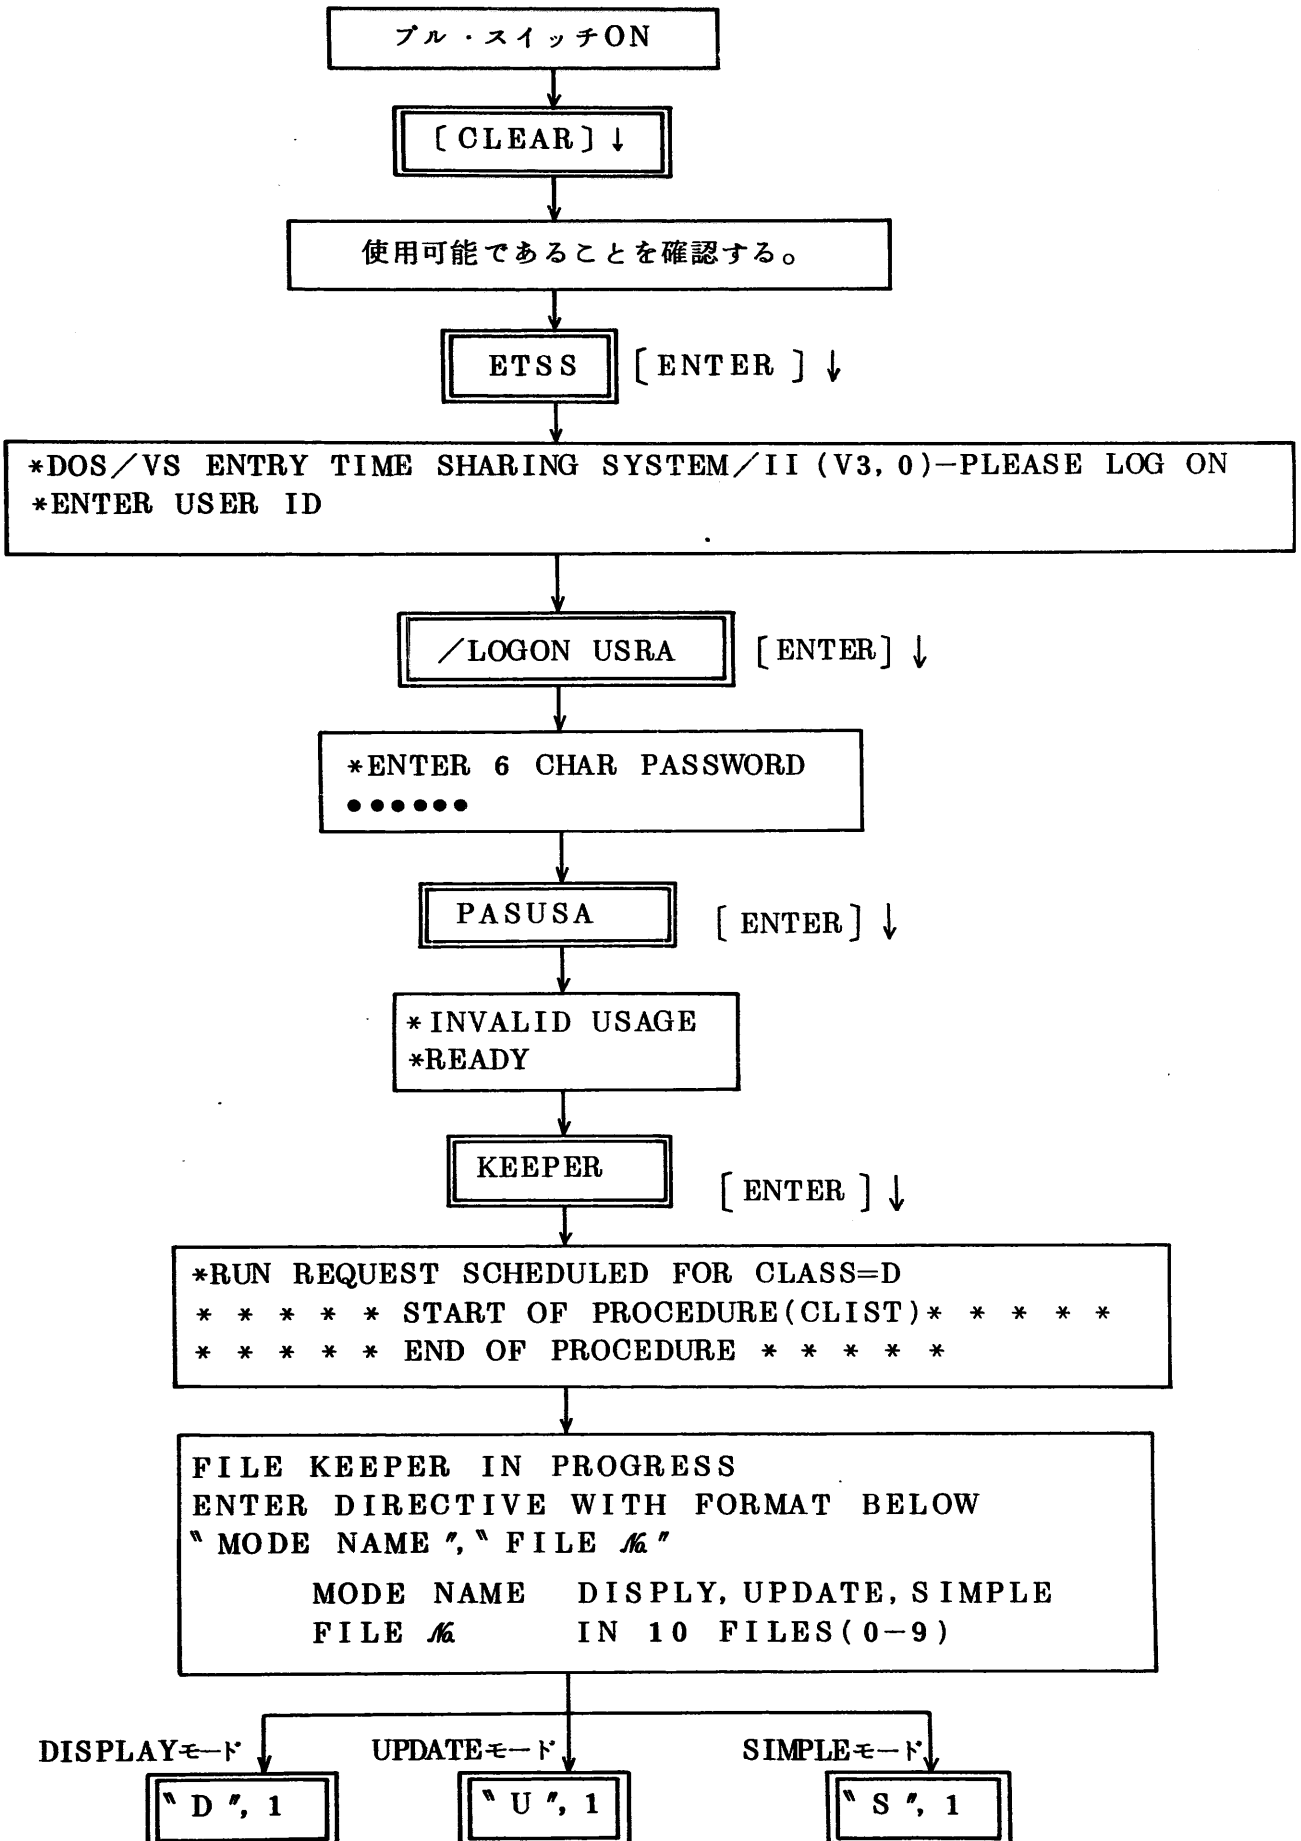 プル・スイッチON
［CLEAR］↓
使用可能であることを確認する。
ETSS ［ENTER］↓
*DOS／VS ENTRY TIME SHARING SYSTEM／II (V3, 0)−PLEASE LOG ON
*ENTER USER ID
／LOGON USRA ［ENTER］↓
*ENTER 6 CHAR PASSWORD
●●●●●●
PASUSA ［ENTER］↓
*INVALID USAGE
*READY
KEEPER ［ENTER］↓
*RUN REQUEST SCHEDULED FOR CLASS=D
* * * * * START OF PROCEDURE(CLIST)* * * * *
* * * * * END OF PROCEDURE * * * * *
FILE KEEPER IN PROGRESS
ENTER DIRECTIVE WITH FORMAT BELOW
〝MODE NAME〞,〝FILE №〞
MODE NAME DISPLY, UPDATE, SIMPLE
FILE № IN 10 FILES(0−9)
DISPLAYモード UPDATEモード SIMPLEモード
〝D〞, 1 〝U〞, 1 〝S〞, 1